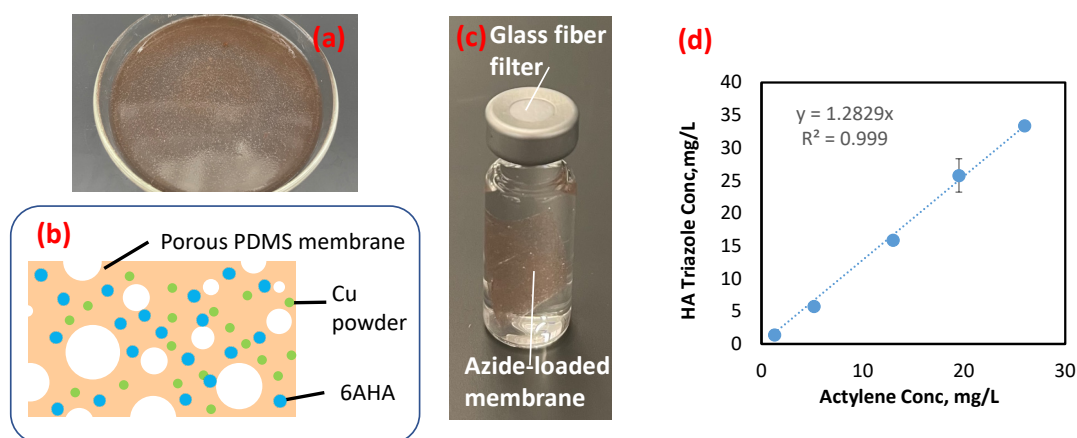 (a)
(b)
Porous PDMS membrane
Cu
powder
6AHA
(c)
Glass fiber
filter
Azide-loaded
membrane
(d)
HA Triazole Conc,mg/L
40
35
30
25
20
15
10
5
0
y = 1.2829x
R² = 0.999
0 10 20 30
Actylene Conc, mg/L